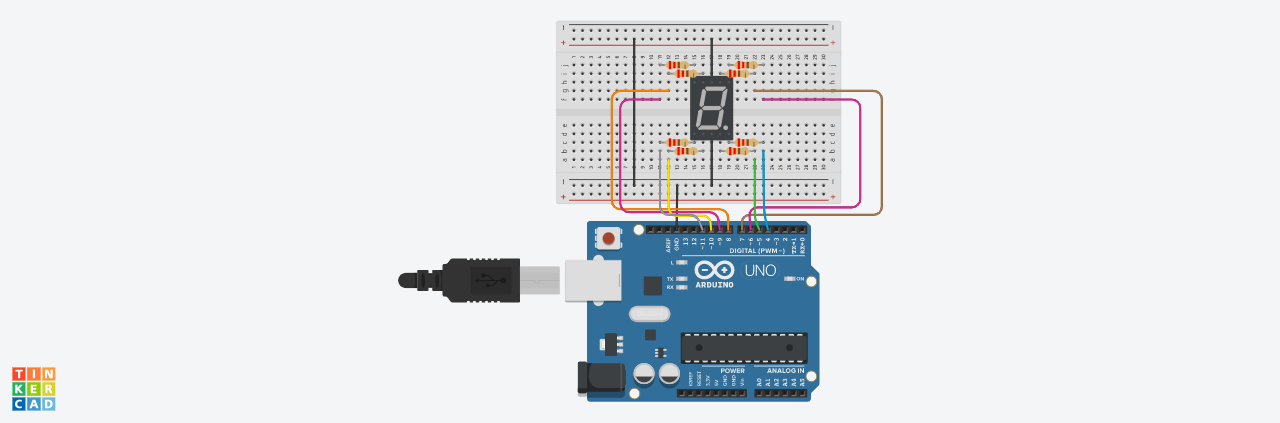 AREF
GND
13
12
~11
~10
~9
8
7
~6
~5
4
~3
2
TX→1
RX←0
DIGITAL (PWM~)
L
TX
RX
UNO
ARDUINO
ON
POWER
ANALOG IN
IOREF
RESET
3.3V
5V
GND
GND
A0
A1
A2
A3
A4
A5
TIN
KER
CAD